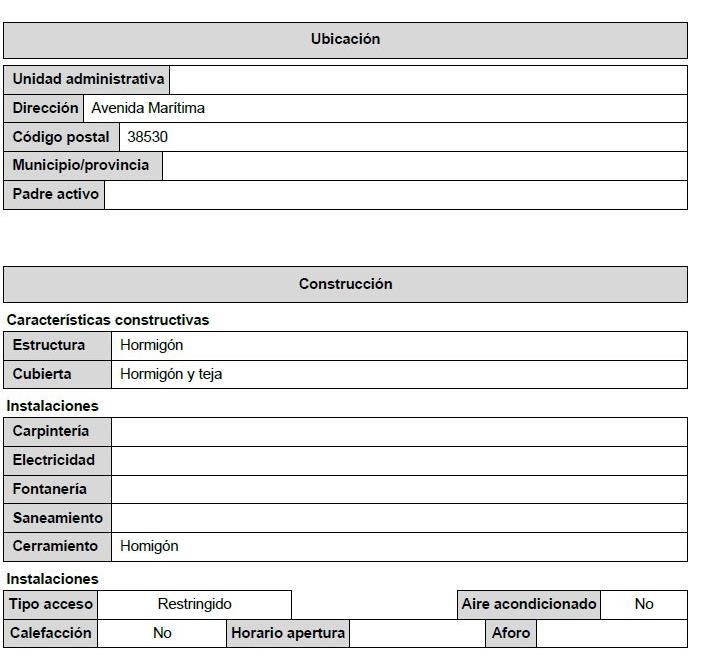 Ubicación
Unidad administrativa
Dirección Avenida Marítima
Código postal 38530
Municipio/provincia
Padre activo
Construcción
Características constructivas
Estructura Hormigón
Cubierta Hormigón y teja
Instalaciones
Carpintería
Electricidad
Fontanería
Saneamiento
Cerramiento Homigón
Instalaciones
Tipo acceso Restringido Aire acondicionado No
Calefacción No Horario apertura Aforo